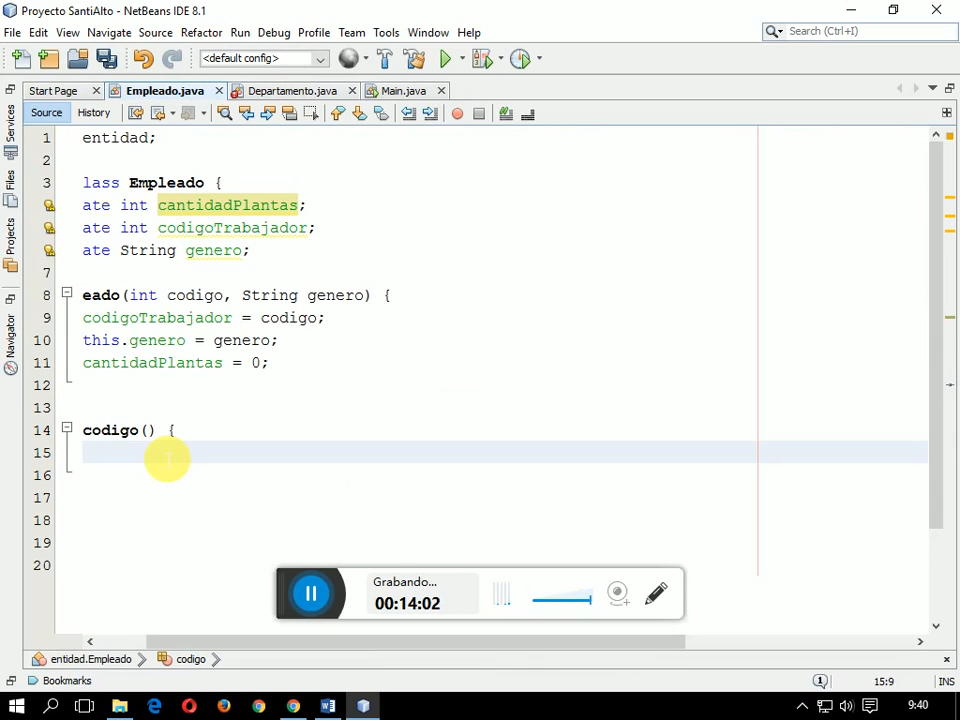 Proyecto SantiAlto - NetBeans IDE 8.1
File Edit View Navigate Source Refactor Run Debug Profile Team Tools Window Help
Search (Ctrl+I)
<default config>
Start Page Empleado.java Departamento.java Main.java
Source History
Services
Files
Projects
Navigator
1 entidad;
2
3 lass Empleado {
4 ate int cantidadPlantas;
5 ate int codigoTrabajador;
6 ate String genero;
7
8 eado(int codigo, String genero) {
9 codigoTrabajador = codigo;
10 this.genero = genero;
11 cantidadPlantas = 0;
12
13
14 codigo() {
15
16
17
18
19
20
Grabando...
00:14:02
entidad.Empleado codigo
Bookmarks
1 15:9 INS
9:40